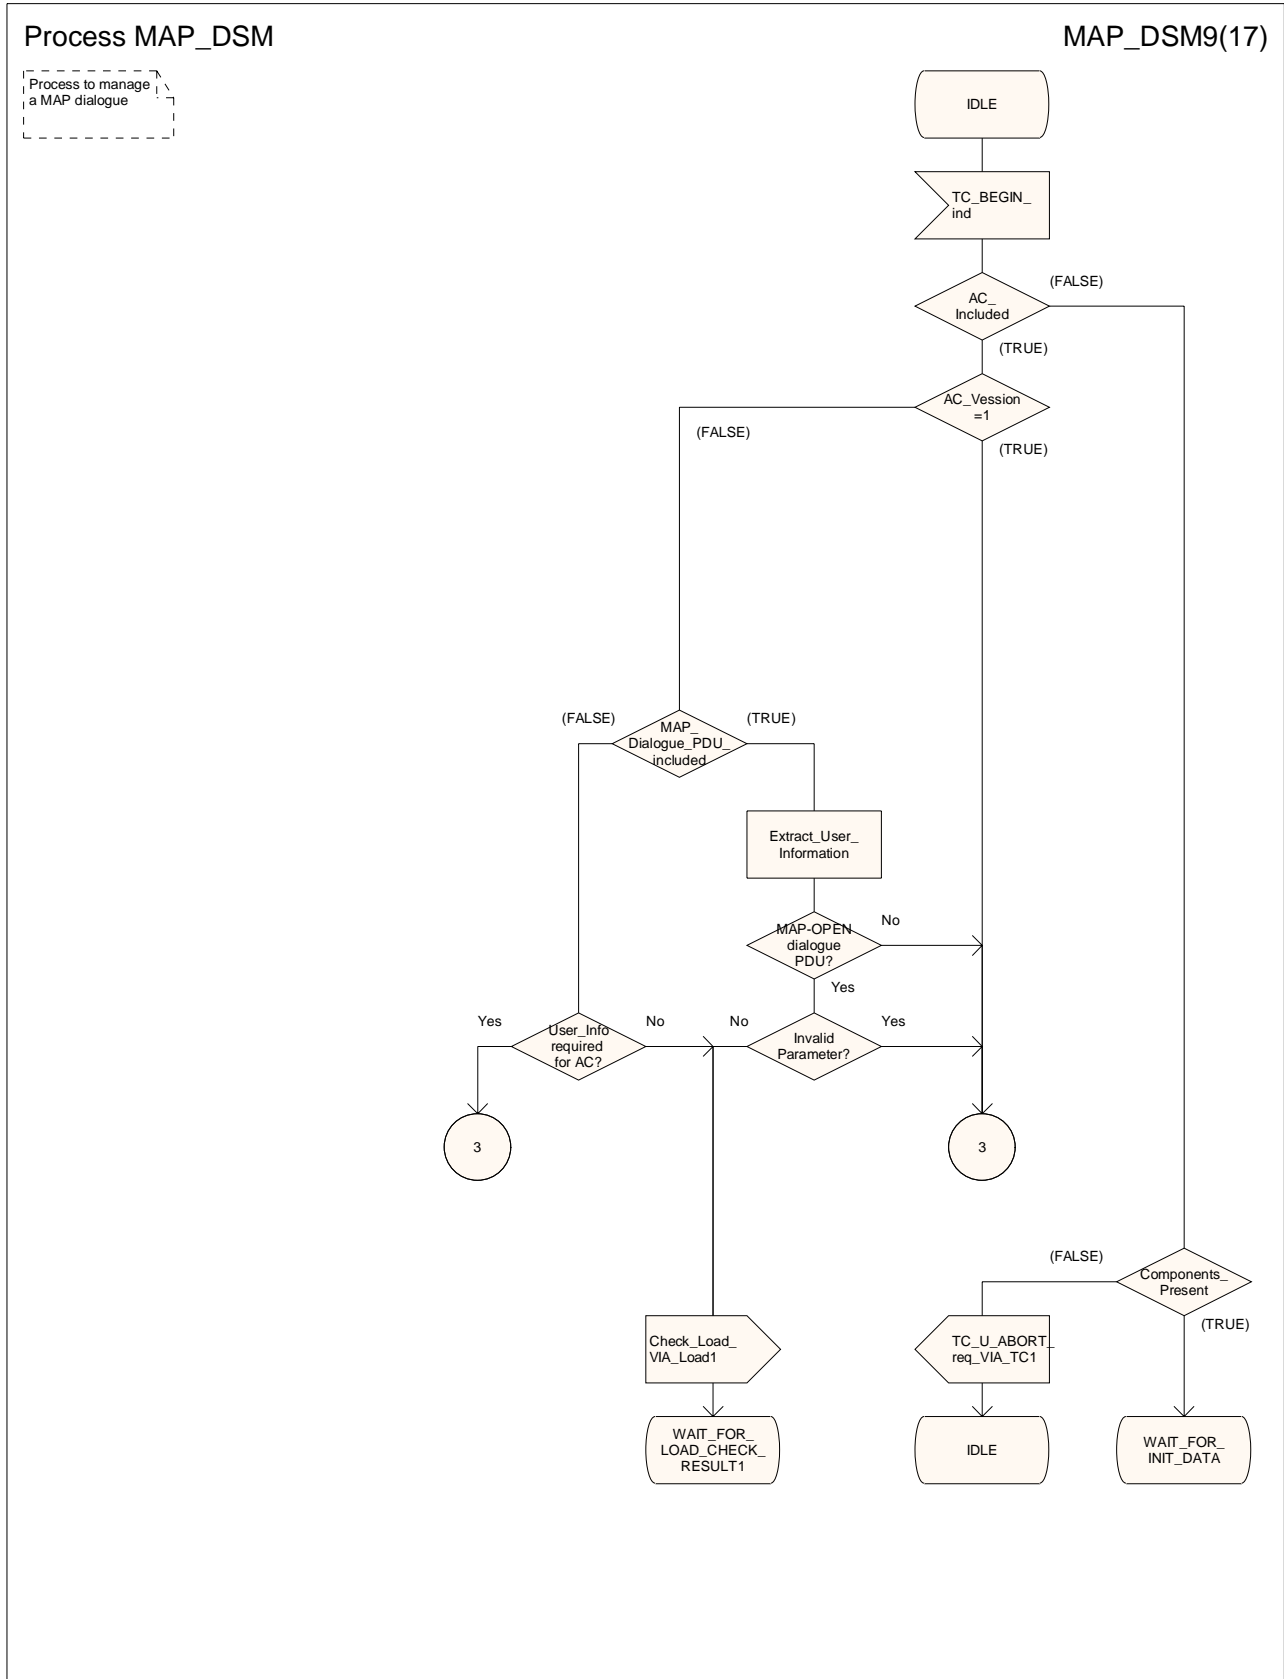 Process MAP_DSM
MAP_DSM9(17)
Process to manage
a MAP dialogue
IDLE
TC_BEGIN_
ind
(FALSE)
AC_
Included
(TRUE)
AC_Vession
=1
(FALSE)
(TRUE)
(FALSE)
(TRUE)
MAP_
Dialogue_PDU_
included
Extract_User_
Information
No
MAP-OPEN
dialogue
PDU?
Yes
Yes
User_Info
required
for AC?
No
No
Invalid
Parameter?
Yes
3
3
(FALSE)
Components_
Present
(TRUE)
Check_Load_
VIA_Load1
TC_U_ABORT_
req_VIA_TC1
WAIT_FOR_
LOAD_CHECK_
RESULT1
IDLE
WAIT_FOR_
INIT_DATA